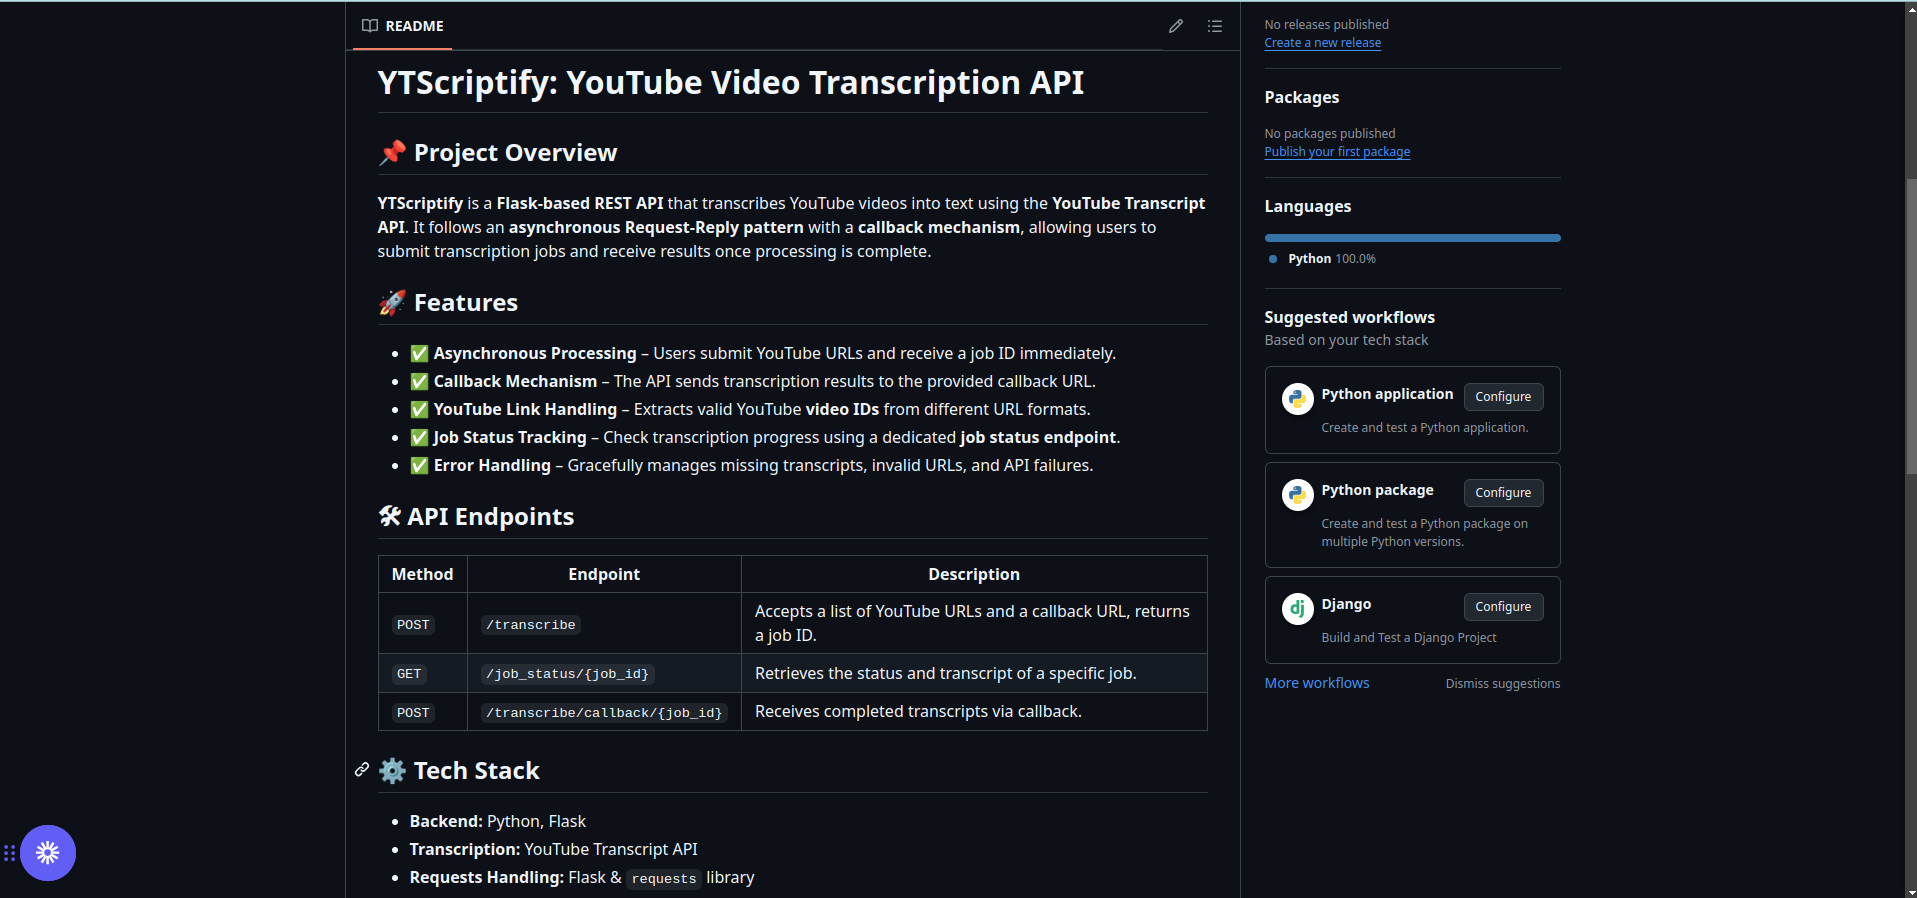 README
YTScriptify: YouTube Video Transcription API
📌 Project Overview
YTScriptify is a Flask-based REST API that transcribes YouTube videos into text using the YouTube Transcript
API. It follows an asynchronous Request-Reply pattern with a callback mechanism, allowing users to
submit transcription jobs and receive results once processing is complete.
🚀 Features
• ✅ Asynchronous Processing – Users submit YouTube URLs and receive a job ID immediately.
• ✅ Callback Mechanism – The API sends transcription results to the provided callback URL.
• ✅ YouTube Link Handling – Extracts valid YouTube video IDs from different URL formats.
• ✅ Job Status Tracking – Check transcription progress using a dedicated job status endpoint.
• ✅ Error Handling – Gracefully manages missing transcripts, invalid URLs, and API failures.
🛠 API Endpoints
Method Endpoint Description
POST /transcribe Accepts a list of YouTube URLs and a callback URL, returns
a job ID.
GET /job_status/{job_id} Retrieves the status and transcript of a specific job.
POST /transcribe/callback/{job_id} Receives completed transcripts via callback.
⚙️ Tech Stack
• Backend: Python, Flask
• Transcription: YouTube Transcript API
• Requests Handling: Flask & requests library
No releases published
Create a new release
Packages
No packages published
Publish your first package
Languages
Python 100.0%
Suggested workflows
Based on your tech stack
Python application Configure
Create and test a Python application.
Python package Configure
Create and test a Python package on
multiple Python versions.
dj Django Configure
Build and Test a Django Project
More workflows Dismiss suggestions